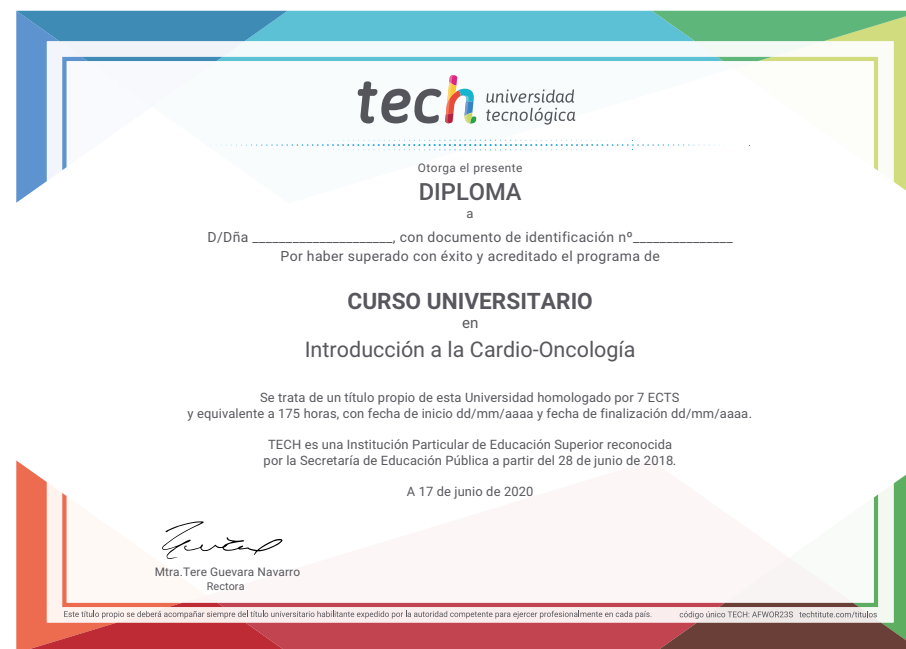 tech universidad
tecnológica
Otorga el presente
DIPLOMA
a
D/Dña _____________________, con documento de identificación nº_______________
Por haber superado con éxito y acreditado el programa de
CURSO UNIVERSITARIO
en
Introducción a la Cardio-Oncología
Se trata de un título propio de esta Universidad homologado por 7 ECTS
y equivalente a 175 horas, con fecha de inicio dd/mm/aaaa y fecha de finalización dd/mm/aaaa.
TECH es una Institución Particular de Educación Superior reconocida
por la Secretaría de Educación Pública a partir del 28 de junio de 2018.
A 17 de junio de 2020
Mtra.Tere Guevara Navarro
Rectora
Este título propio se deberá acompañar siempre del título universitario habilitante expedido por la autoridad competente para ejercer profesionalmente en cada país. código único TECH: AFWOR23S techtitute.com/titulos